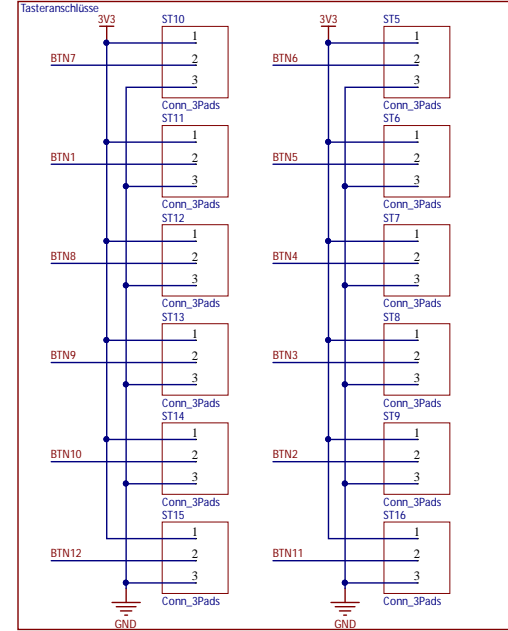 Tasteranschlüsse
3V3
ST10
1
BTN7
2
3
Conn_3Pads
ST11
1
BTN1
2
3
Conn_3Pads
ST12
1
BTN8
2
3
Conn_3Pads
ST13
1
BTN9
2
3
Conn_3Pads
ST14
1
BTN10
2
3
Conn_3Pads
ST15
1
BTN12
2
3
Conn_3Pads
GND
3V3
ST5
1
BTN6
2
3
Conn_3Pads
ST6
1
BTN5
2
3
Conn_3Pads
ST7
1
BTN4
2
3
Conn_3Pads
ST8
1
BTN3
2
3
Conn_3Pads
ST9
1
BTN2
2
3
Conn_3Pads
ST16
1
BTN11
2
3
Conn_3Pads
GND